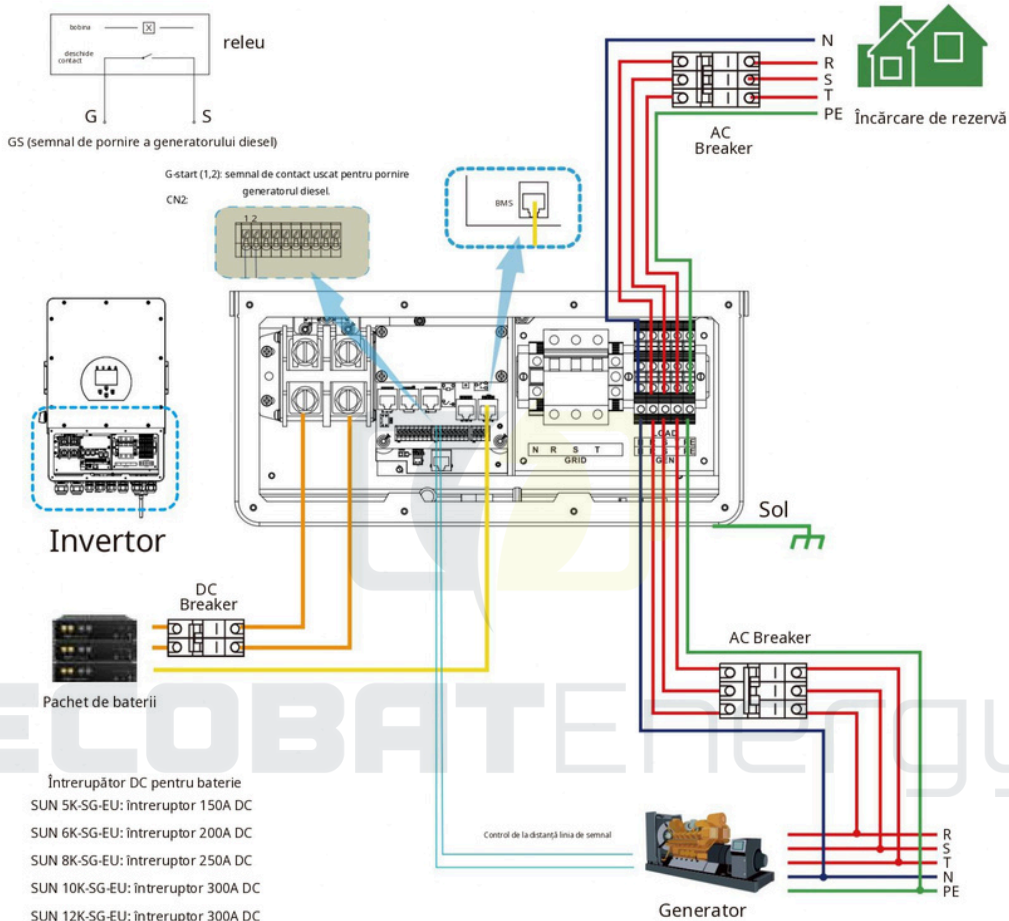 bobina
deschide
contact
releu
G
S
GS (semnal de pornire a generatorului diesel)
G-start (1,2): semnal de contact uscat pentru pornire
generatorul diesel.
CN2:
1 2
BMS
N
R
S
T
PE
AC
Breaker
Încărcare de rezervă
N R S T
GRID
LOAD
GEN
Sol
Invertor
DC
Breaker
AC Breaker
Pachet de baterii
ECOBATEnergy
Întrerupător DC pentru baterie
SUN 5K-SG-EU: întreruptor 150A DC
SUN 6K-SG-EU: întreruptor 200A DC
SUN 8K-SG-EU: întreruptor 250A DC
SUN 10K-SG-EU: întreruptor 300A DC
SUN 12K-SG-EU: întreruptor 300A DC
Control de la distanță linia de semnal
R
S
T
N
PE
Generator